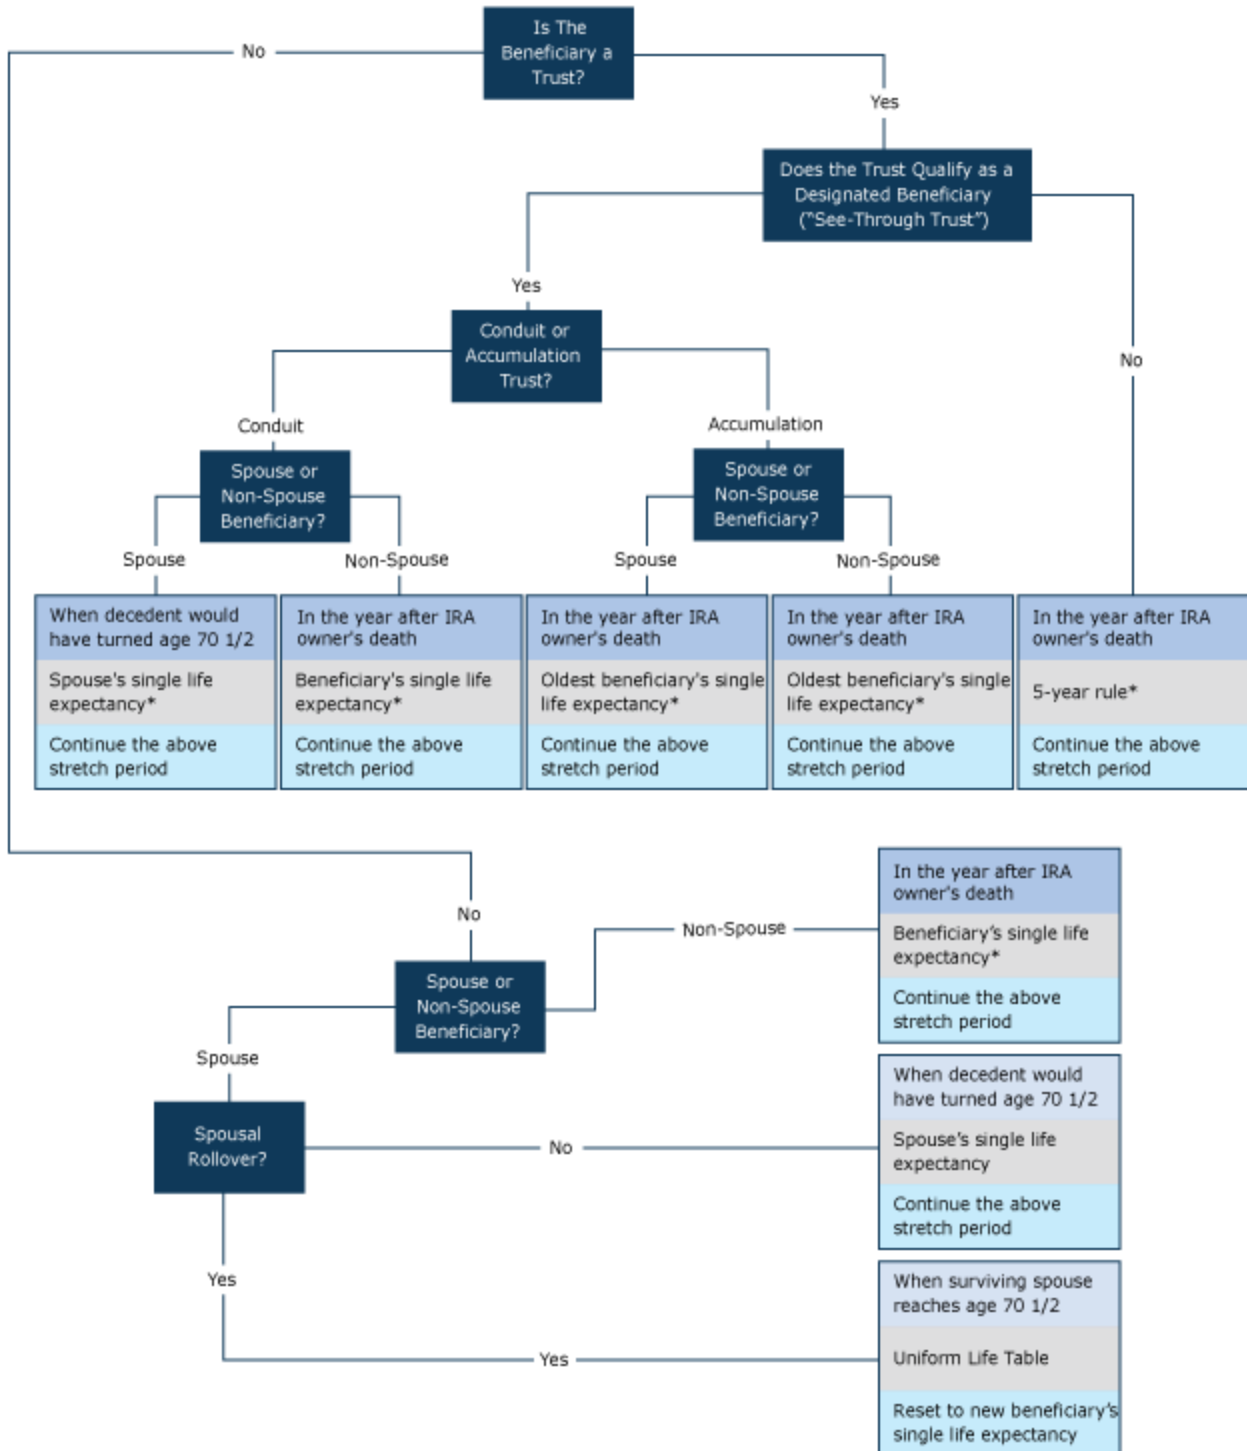 Is The
Beneficiary a
Trust?
No
Yes
Does the Trust Qualify as a
Designated Beneficiary
("See-Through Trust")
Yes
No
Conduit or
Accumulation
Trust?
Conduit
Accumulation
Spouse or
Non-Spouse
Beneficiary?
Spouse or
Non-Spouse
Beneficiary?
Spouse
Non-Spouse
Spouse
Non-Spouse
When decedent would
have turned age 70 1/2
Spouse's single life
expectancy*
Continue the above
stretch period
In the year after IRA
owner's death
Beneficiary's single life
expectancy*
Continue the above
stretch period
In the year after IRA
owner's death
Oldest beneficiary's single
life expectancy*
Continue the above
stretch period
In the year after IRA
owner's death
Oldest beneficiary's single
life expectancy*
Continue the above
stretch period
In the year after IRA
owner's death
5-year rule*
Continue the above
stretch period
No
Spouse or
Non-Spouse
Beneficiary?
Non-Spouse
In the year after IRA
owner's death
Beneficiary's single life
expectancy*
Continue the above
stretch period
Spouse
Spousal
Rollover?
No
When decedent would
have turned age 70 1/2
Spouse's single life
expectancy
Continue the above
stretch period
Yes
Yes
When surviving spouse
reaches age 70 1/2
Uniform Life Table
Reset to new beneficiary's
single life expectancy